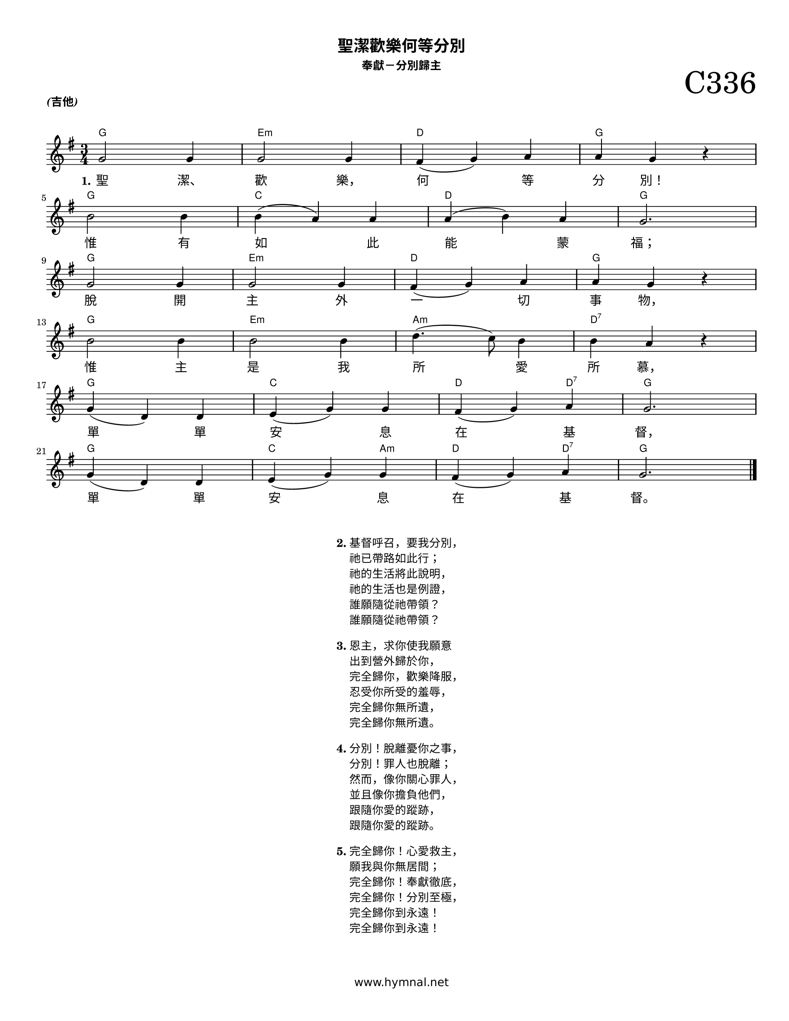 聖潔歡樂何等分別
奉獻－分別歸主
C336
(吉他)
G Em D G
1. 聖 潔、 歡 樂， 何 等 分 別！
5 G C D G
惟 有 如 此 能 蒙 福；
9 G Em D G
脫 開 主 外 一 切 事 物，
13 G Em Am D7
惟 主 是 我 所 愛 所 慕，
17 G C D D7 G
單 單 安 息 在 基 督，
21 G C Am D D7 G
單 單 安 息 在 基 督。
2. 基督呼召，要我分別，
祂已帶路如此行；
祂的生活將此說明，
祂的生活也是例證，
誰願隨從祂帶領？
誰願隨從祂帶領？
3. 恩主，求你使我願意
出到營外歸於你，
完全歸你，歡樂降服，
忍受你所受的羞辱，
完全歸你無所遺，
完全歸你無所遺。
4. 分別！脫離憂你之事，
分別！罪人也脫離；
然而，像你關心罪人，
並且像你擔負他們，
跟隨你愛的蹤跡，
跟隨你愛的蹤跡。
5. 完全歸你！心愛救主，
願我與你無居間；
完全歸你！奉獻徹底，
完全歸你！分別至極，
完全歸你到永遠！
完全歸你到永遠！
www.hymnal.net